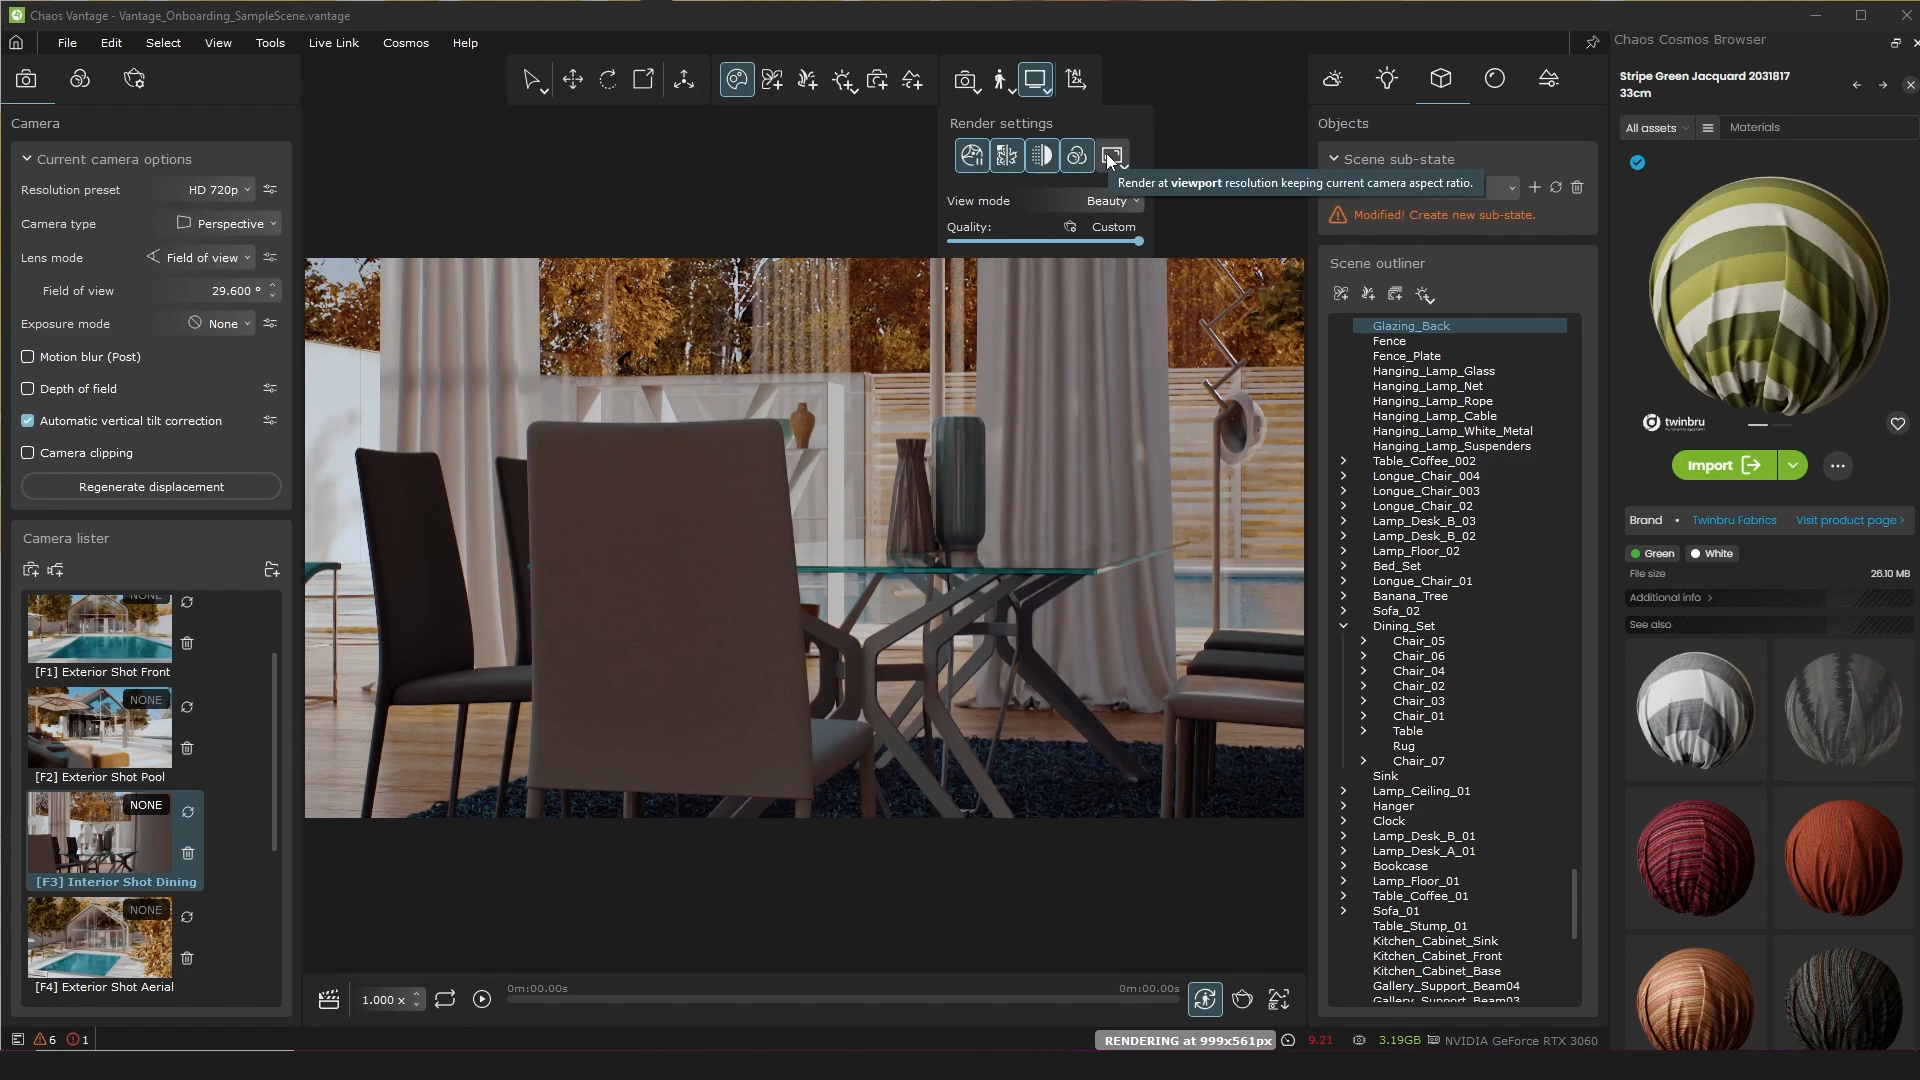 Chaos Vantage - Vantage_Onboarding_SampleScene.vantage
File Edit Select View Tools Live Link Cosmos Help
Chaos Cosmos Browser
Camera
Current camera options
Resolution preset HD 720p
Camera type Perspective
Lens mode Field of view
Field of view 29.600 °
Exposure mode None
Motion blur (Post)
Depth of field
Automatic vertical tilt correction
Camera clipping
Regenerate displacement
Camera lister
NONE
[F1] Exterior Shot Front
NONE
[F2] Exterior Shot Pool
NONE
[F3] Interior Shot Dining
NONE
[F4] Exterior Shot Aerial
6 1
AI
2x
Render settings
Render at viewport resolution keeping current camera aspect ratio.
View mode Beauty
Quality: Custom
1.000 x
0m:00.00s
0m:00.00s
RENDERING at 999x561px
9.21
3.19GB
NVIDIA GeForce RTX 3060
Objects
Scene sub-state
Modified! Create new sub-state.
Scene outliner
Glazing_Back
Fence
Fence_Plate
Hanging_Lamp_Glass
Hanging_Lamp_Net
Hanging_Lamp_Rope
Hanging_Lamp_Cable
Hanging_Lamp_White_Metal
Hanging_Lamp_Suspenders
Table_Coffee_002
Longue_Chair_004
Longue_Chair_003
Longue_Chair_02
Lamp_Desk_B_03
Lamp_Desk_B_02
Lamp_Floor_02
Bed_Set
Longue_Chair_01
Banana_Tree
Sofa_02
Dining_Set
Chair_05
Chair_06
Chair_04
Chair_02
Chair_03
Chair_01
Table
Rug
Chair_07
Sink
Lamp_Ceiling_01
Hanger
Clock
Lamp_Desk_B_01
Lamp_Desk_A_01
Bookcase
Lamp_Floor_01
Table_Coffee_01
Sofa_01
Table_Stump_01
Kitchen_Cabinet_Sink
Kitchen_Cabinet_Front
Kitchen_Cabinet_Base
Gallery_Support_Beam04
Gallery_Support_Beam03
Stripe Green Jacquard 2031817
33cm
All assets
Materials
twinbru
Import
Brand • Twinbru Fabrics Visit product page >
Green White
File size 26.10 MB
Additional info >
See also